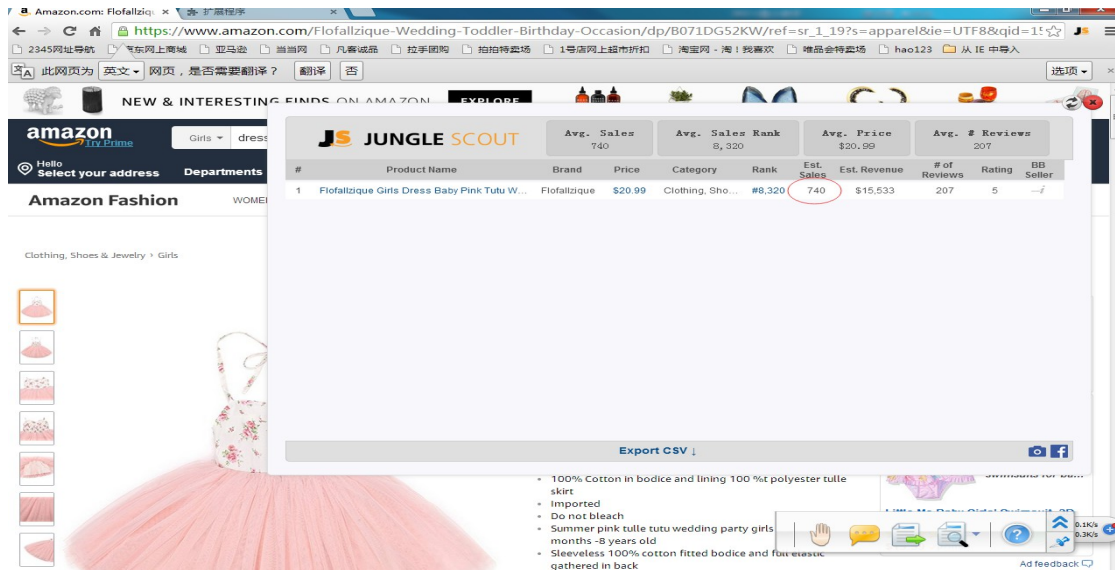 Amazon.com: Flofallziqu
扩展程序
https://www.amazon.com/Flofallzique-Wedding-Toddler-Birthday-Occasion/dp/B071DG52KW/ref=sr_1_19?s=apparel&ie=UTF8&qid=1
2345网址导航 京东网上商城 亚马逊 当当网 凡客诚品 拉手团购 拍拍特卖场 1号店网上超市折扣 淘宝网 - 淘!我喜欢 唯品会特卖场 hao123 从 IE 中导入
此网页为 英文 网页,是否需要翻译? 翻译 否 选项
NEW & INTERESTING FINDS ON AMAZON EXPLORE
amazon
Try Prime
Girls dress
Hello
Select your address
Departments
Amazon Fashion
Clothing, Shoes & Jewelry › Girls
JS JUNGLE SCOUT
Avg. Sales Avg. Sales Rank Avg. Price Avg. # Reviews
740 8,320 $20.99 207
# Product Name Brand Price Category Rank Est. Sales Est. Revenue # of Reviews Rating BB Seller
1 Flofallzique Girls Dress Baby Pink Tutu W... Flofallzique $20.99 Clothing, Sho... #8,320 740 $15,533 207 5 —i
Export CSV ↓
100% Cotton in bodice and lining 100 %t polyester tulle
skirt
Imported
Do not bleach
Summer pink tulle tutu wedding party girls
months -8 years old
Sleeveless 100% cotton fitted bodice and full elastic
gathered in back
0.1K/s
0.3K/s
Ad feedback